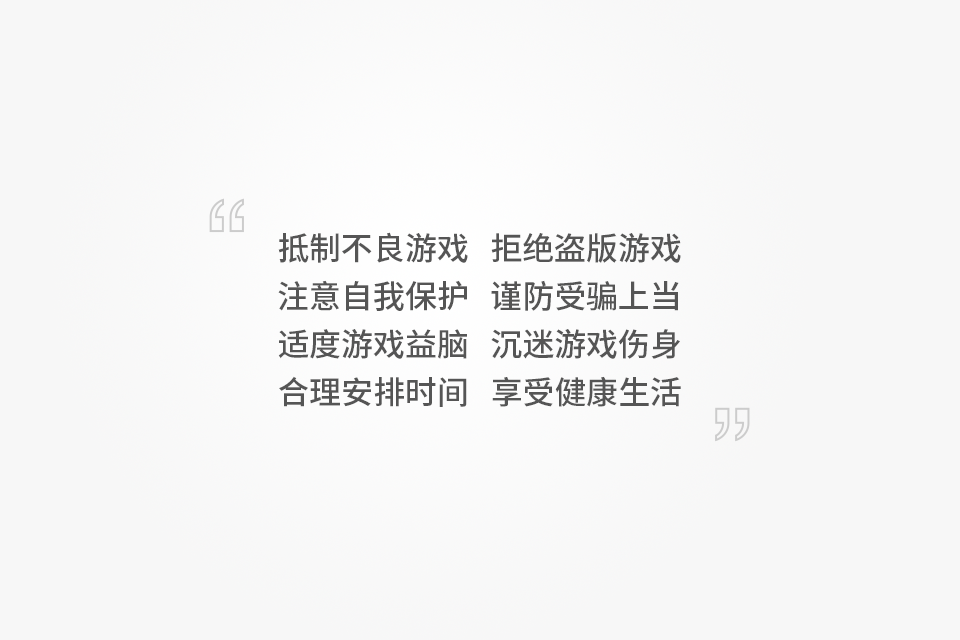 抵制不良游戏 拒绝盗版游戏
注意自我保护 谨防受骗上当
适度游戏益脑 沉迷游戏伤身
合理安排时间 享受健康生活